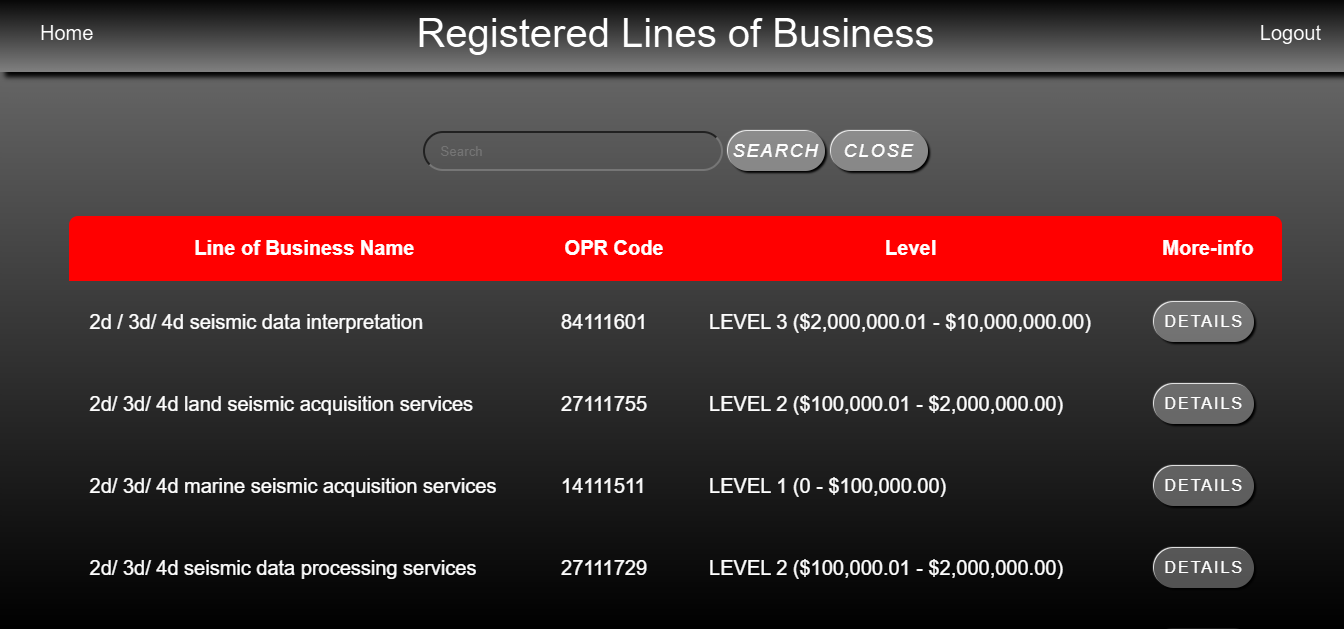 Home
Registered Lines of Business
Logout
Search
SEARCH
CLOSE
Line of Business Name OPR Code Level More-info
2d / 3d/ 4d seismic data interpretation 84111601 LEVEL 3 ($2,000,000.01 - $10,000,000.00) DETAILS
2d/ 3d/ 4d land seismic acquisition services 27111755 LEVEL 2 ($100,000.01 - $2,000,000.00) DETAILS
2d/ 3d/ 4d marine seismic acquisition services 14111511 LEVEL 1 (0 - $100,000.00) DETAILS
2d/ 3d/ 4d seismic data processing services 27111729 LEVEL 2 ($100,000.01 - $2,000,000.00) DETAILS